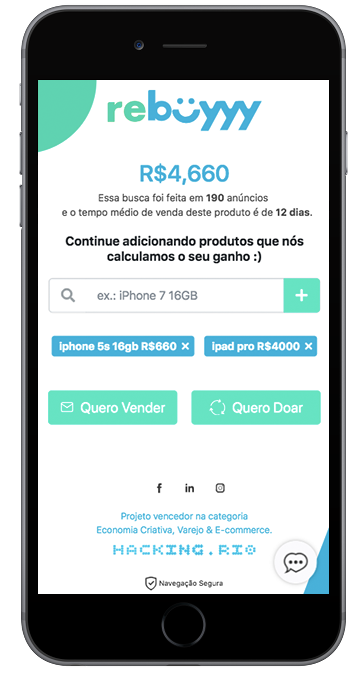 rebuyyy
R$4,660
Essa busca foi feita em 190 anúncios
e o tempo médio de venda deste produto é de 12 dias.
Continue adicionando produtos que nós
calculamos o seu ganho :)
ex.: iPhone 7 16GB +
iphone 5s 16gb R$660 × ipad pro R$4000 ×
Quero Vender Quero Doar
f in
Projeto vencedor na categoria
Economia Criativa, Varejo & E-commerce.
HACKING.RIO
Navegação Segura